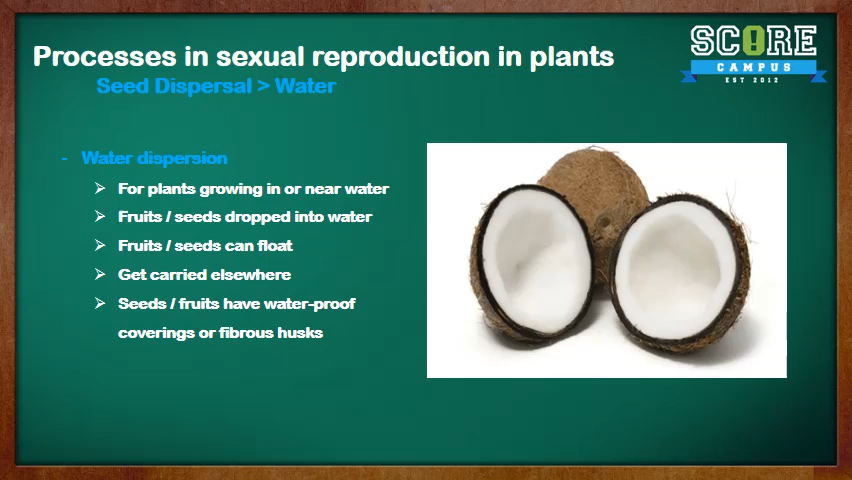 Processes in sexual reproduction in plants
Seed Dispersal > Water
SCORE
CAMPUS
EST 2012
- Water dispersion
➢ For plants growing in or near water
➢ Fruits / seeds dropped into water
➢ Fruits / seeds can float
➢ Get carried elsewhere
➢ Seeds / fruits have water-proof
coverings or fibrous husks